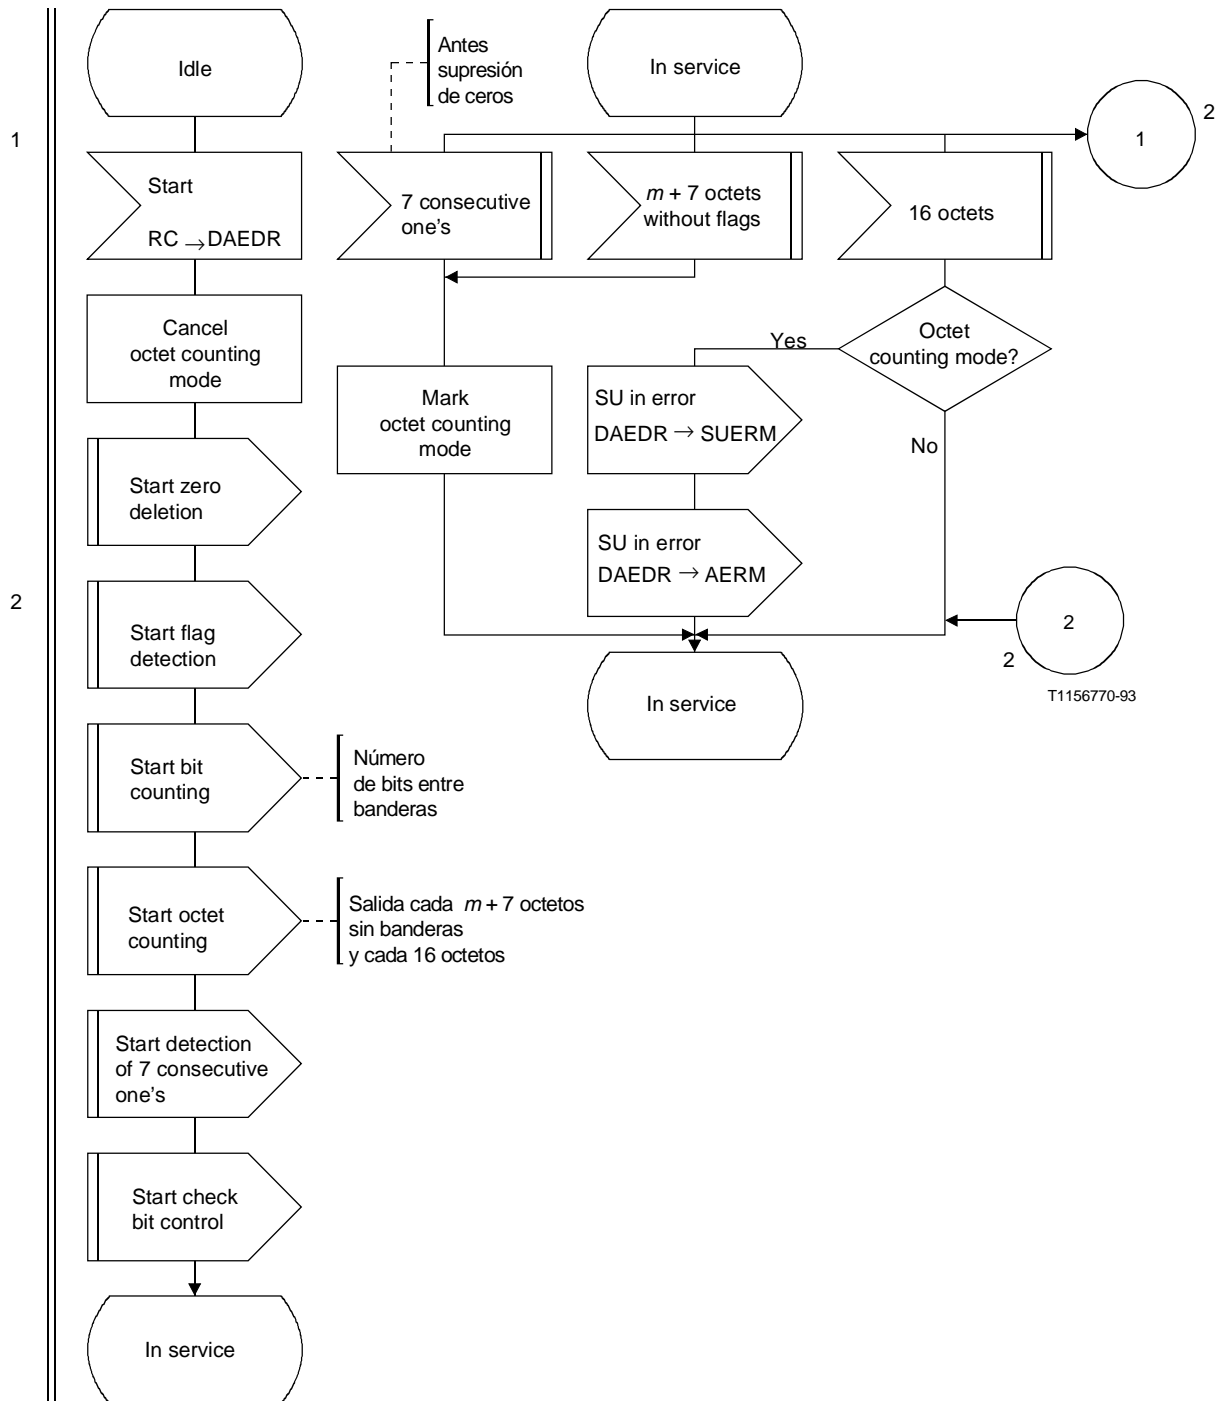 1
2
Idle
Start
RC → DAEDR
Cancel
octet counting
mode
Start zero
deletion
Start flag
detection
Start bit
counting
Número
de bits entre
banderas
Start octet
counting
Salida cada m + 7 octetos
sin banderas
y cada 16 octetos
Start detection
of 7 consecutive
one's
Start check
bit control
In service
Antes
supresión
de ceros
In service
1
2
7 consecutive
one's
m + 7 octets
without flags
16 octets
Mark
octet counting
mode
Octet
counting mode?
Yes
No
SU in error
DAEDR → SUERM
SU in error
DAEDR → AERM
2
2
In service
T1156770-93